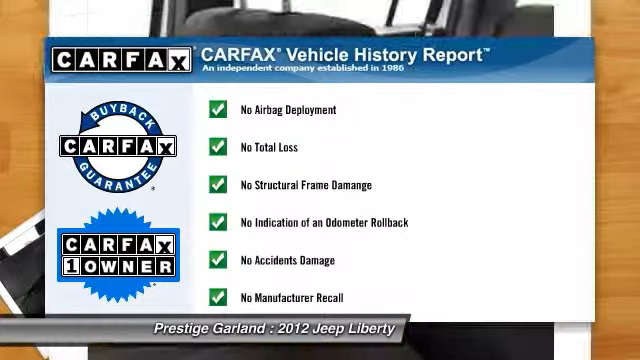 CARFAX
CARFAX® Vehicle History Report™
An independent company established in 1986
BUYBACK
CARFAX
GUARANTEE
CARFAX
1 OWNER
No Airbag Deployment
No Total Loss
No Structural Frame Damange
No Indication of an Odometer Rollback
No Accidents Damage
No Manufacturer Recall
Prestige Garland : 2012 Jeep Liberty